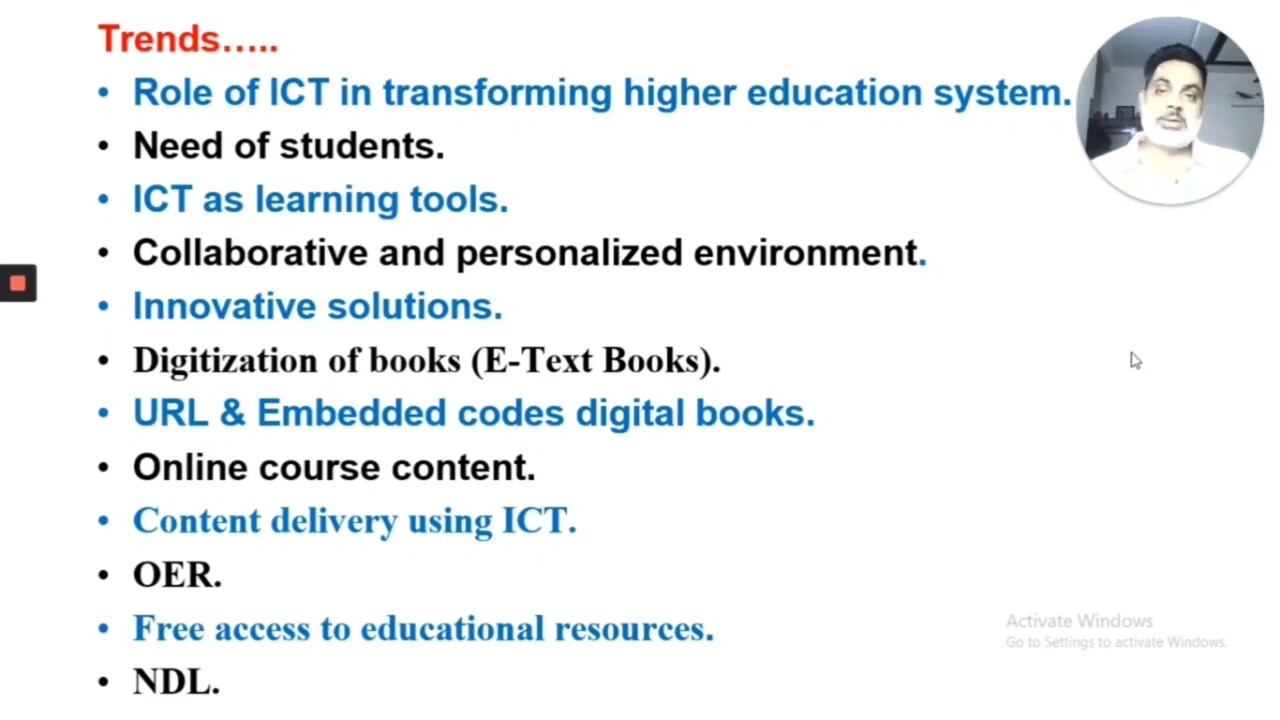 Trends.....
• Role of ICT in transforming higher education system.
• Need of students.
• ICT as learning tools.
• Collaborative and personalized environment.
• Innovative solutions.
• Digitization of books (E-Text Books).
• URL & Embedded codes digital books.
• Online course content.
• Content delivery using ICT.
• OER.
• Free access to educational resources.
• NDL.
Activate Windows
Go to Settings to activate Windows.